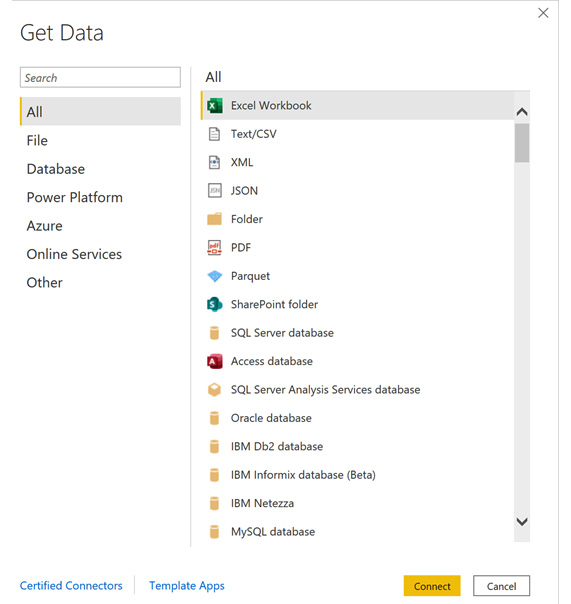 Get Data
Search
All
File
Database
Power Platform
Azure
Online Services
Other
All
Excel Workbook
Text/CSV
XML
JSON
Folder
PDF
Parquet
SharePoint folder
SQL Server database
Access database
SQL Server Analysis Services database
Oracle database
IBM Db2 database
IBM Informix database (Beta)
IBM Netezza
MySQL database
Certified Connectors
Template Apps
Connect
Cancel